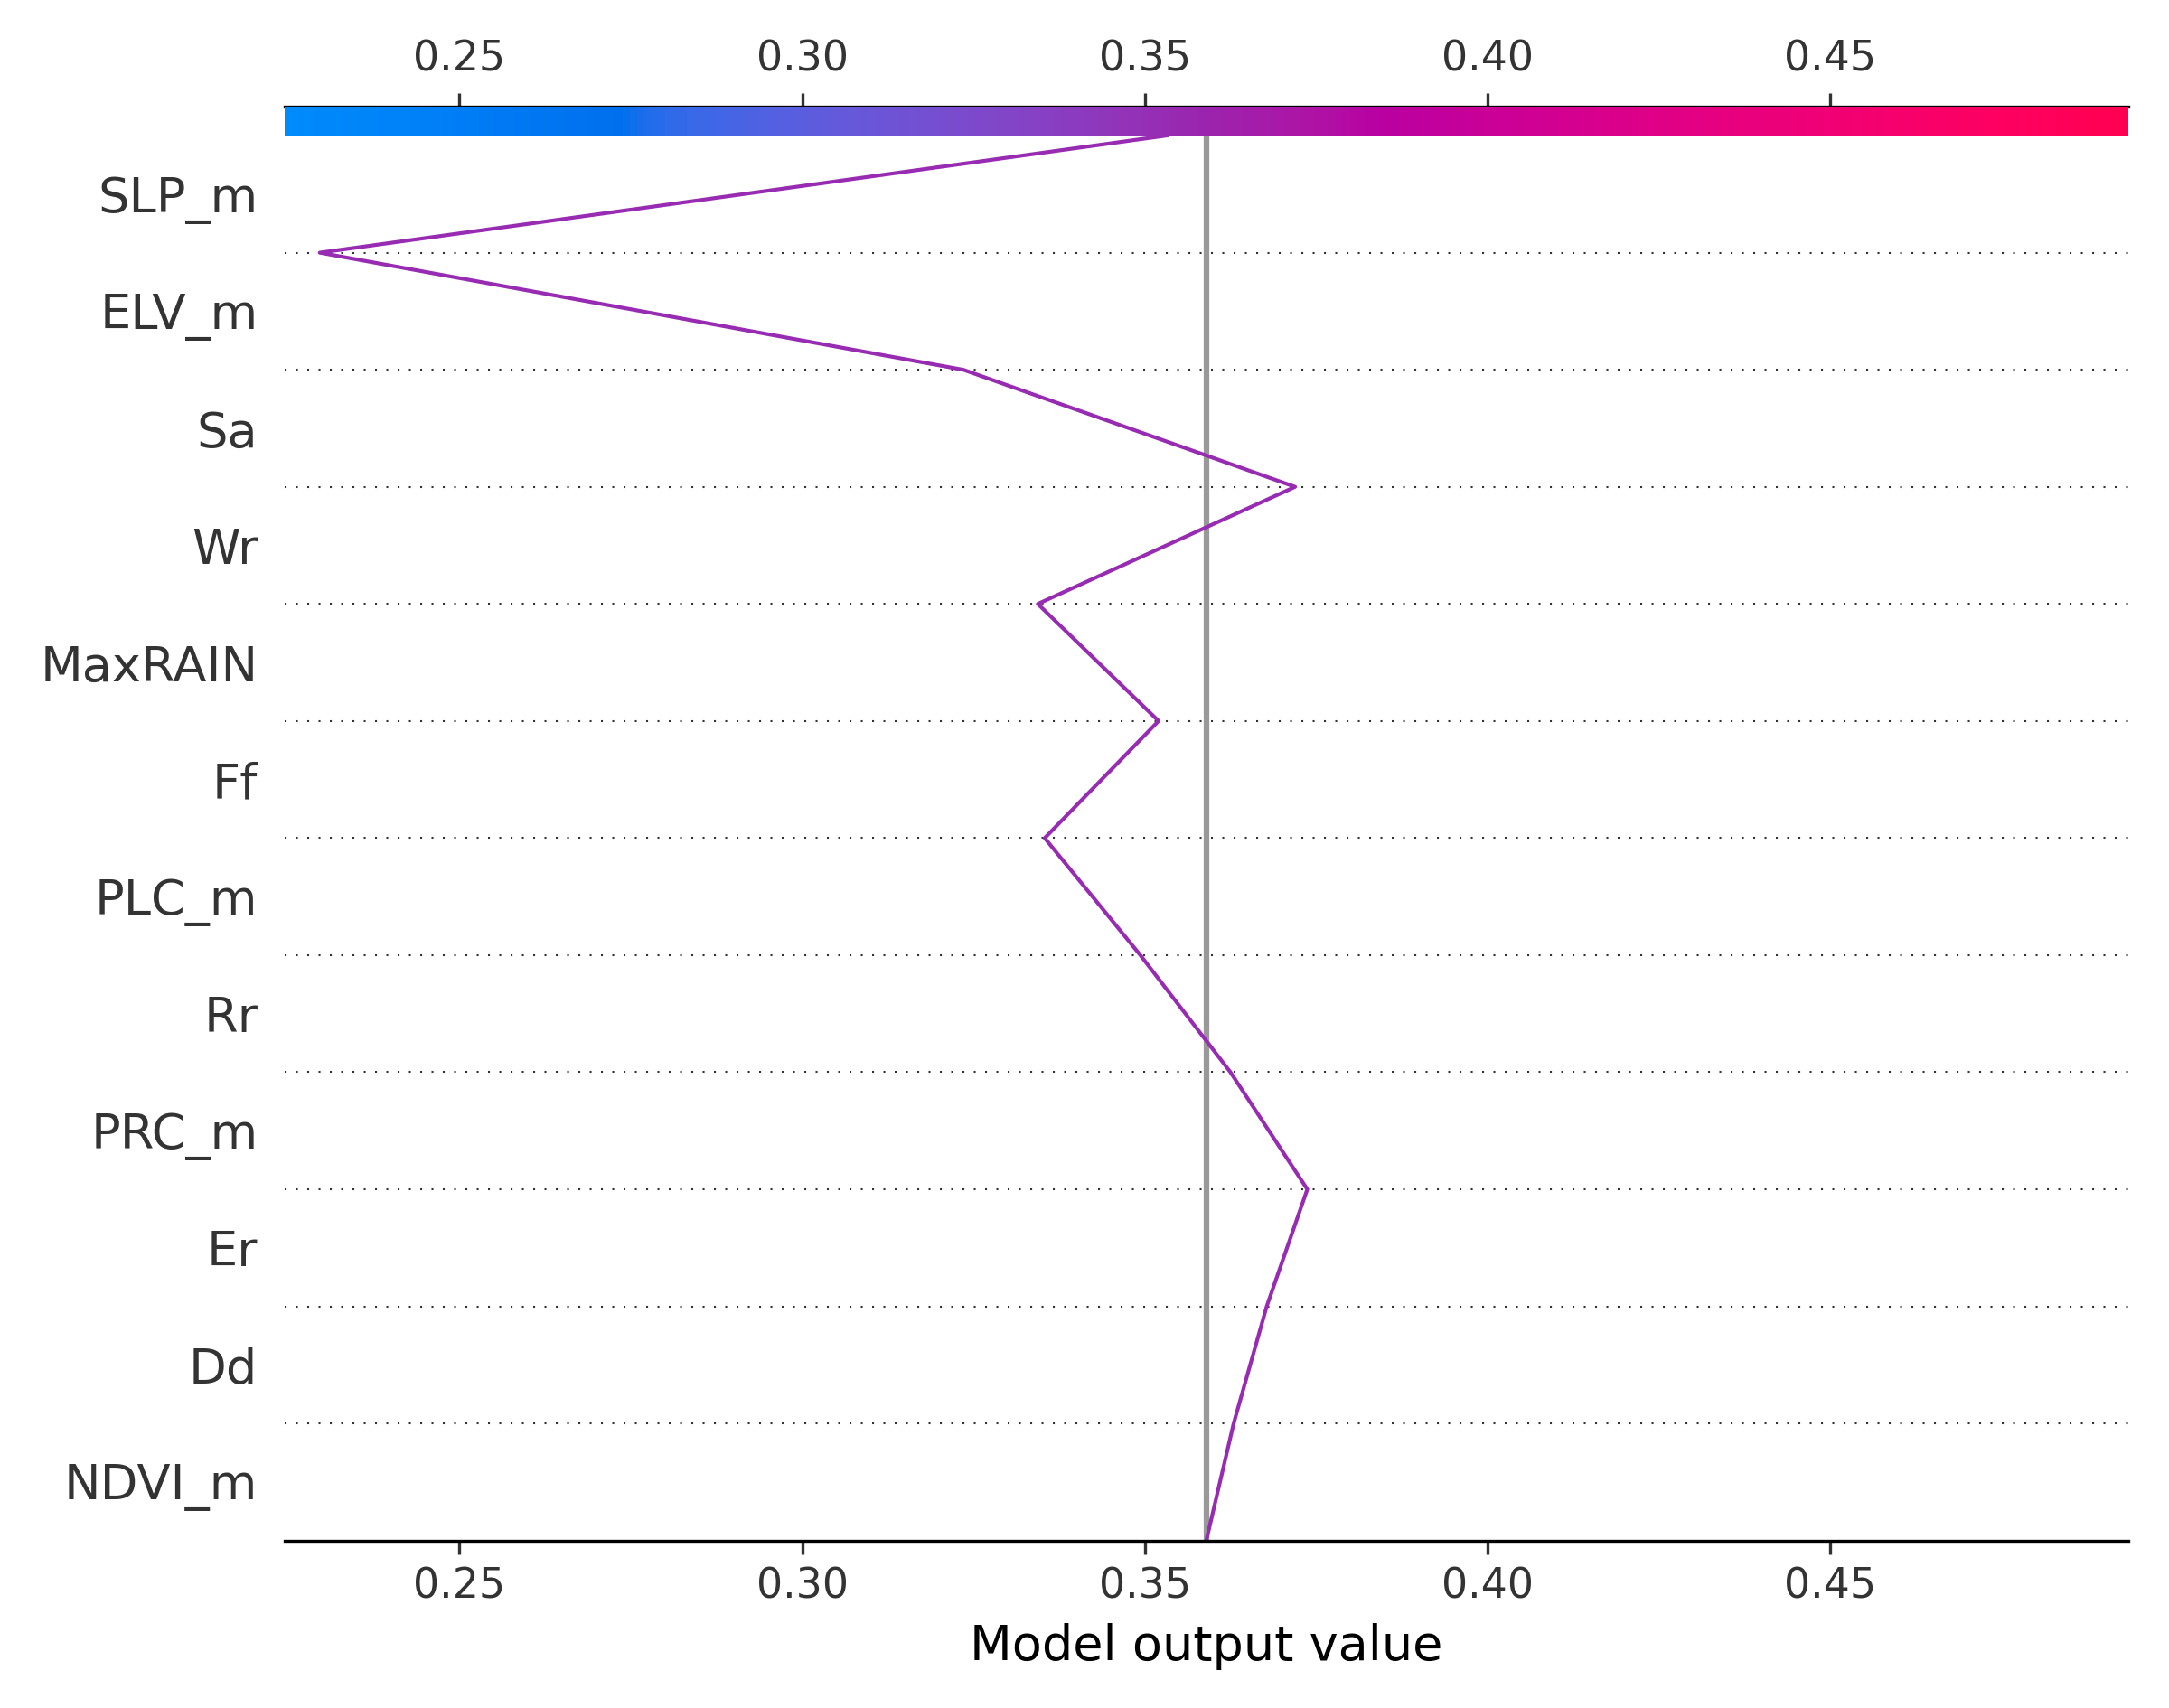 0.25 0.30 0.35 0.40 0.45
SLP_m
ELV_m
Sa
Wr
MaxRAIN
Ff
PLC_m
Rr
PRC_m
Er
Dd
NDVI_m
0.25 0.30 0.35 0.40 0.45
Model output value